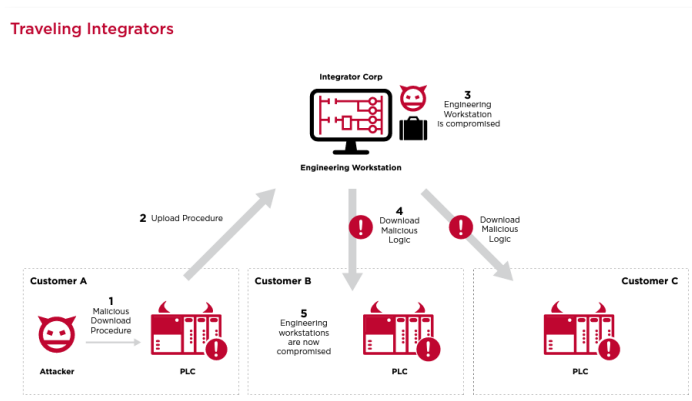 Traveling Integrators
Integrator Corp
3
Engineering
Workstation
is compromised
Engineering Workstation
2 Upload Procedure
4
Download
Malicious
Logic
Download
Malicious
Logic
Customer A
1
Malicious
Download
Procedure
Attacker
PLC
Customer B
5
Engineering
workstations
are now
compromised
PLC
Customer C
PLC